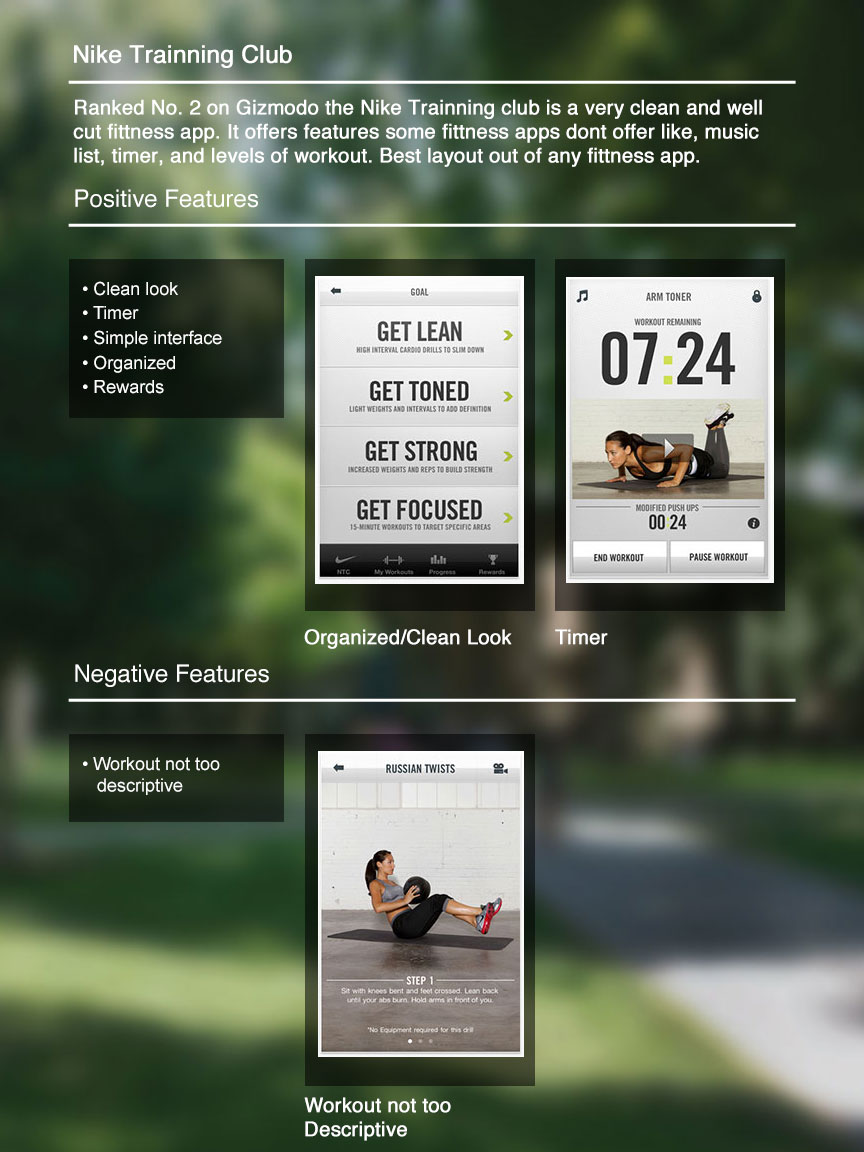 Nike Trainning Club
Ranked No. 2 on Gizmodo the Nike Trainning club is a very clean and well
cut fittness app. It offers features some fittness apps dont offer like, music
list, timer, and levels of workout. Best layout out of any fittness app.
Positive Features
• Clean look
• Timer
• Simple interface
• Organized
• Rewards
GOAL
GET LEAN
HIGH INTERVAL CARDIO DRILLS TO SLIM DOWN
GET TONED
LIGHT WEIGHTS AND INTERVALS TO ADD DEFINITION
GET STRONG
INCREASED WEIGHTS AND REPS TO BUILD STRENGTH
GET FOCUSED
15-MINUTE WORKOUTS TO TARGET SPECIFIC AREAS
NTC My Workouts Progress Rewards
Organized/Clean Look
ARM TONER
WORKOUT REMAINING
07:24
MODIFIED PUSH UPS
00:24
END WORKOUT PAUSE WORKOUT
Timer
Negative Features
• Workout not too
descriptive
RUSSIAN TWISTS
STEP 1
Sit with knees bent and feet crossed. Lean back
until your abs burn. Hold arms in front of you.
*No Equipment required for this drill
Workout not too
Descriptive